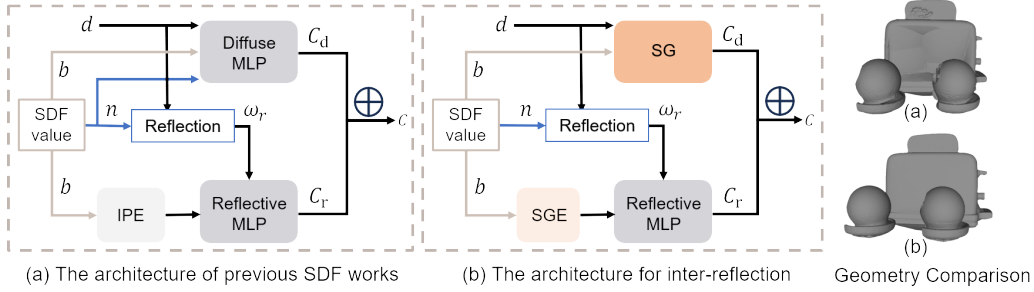 d
Diffuse
MLP
C_d
b
SDF
value
n
Reflection
ω_r
c
b
IPE
Reflective
MLP
C_r
(a) The architecture of previous SDF works
d
SG
C_d
b
SDF
value
n
Reflection
ω_r
c
b
SGE
Reflective
MLP
C_r
(b) The architecture for inter-reflection
(a)
(b)
Geometry Comparison